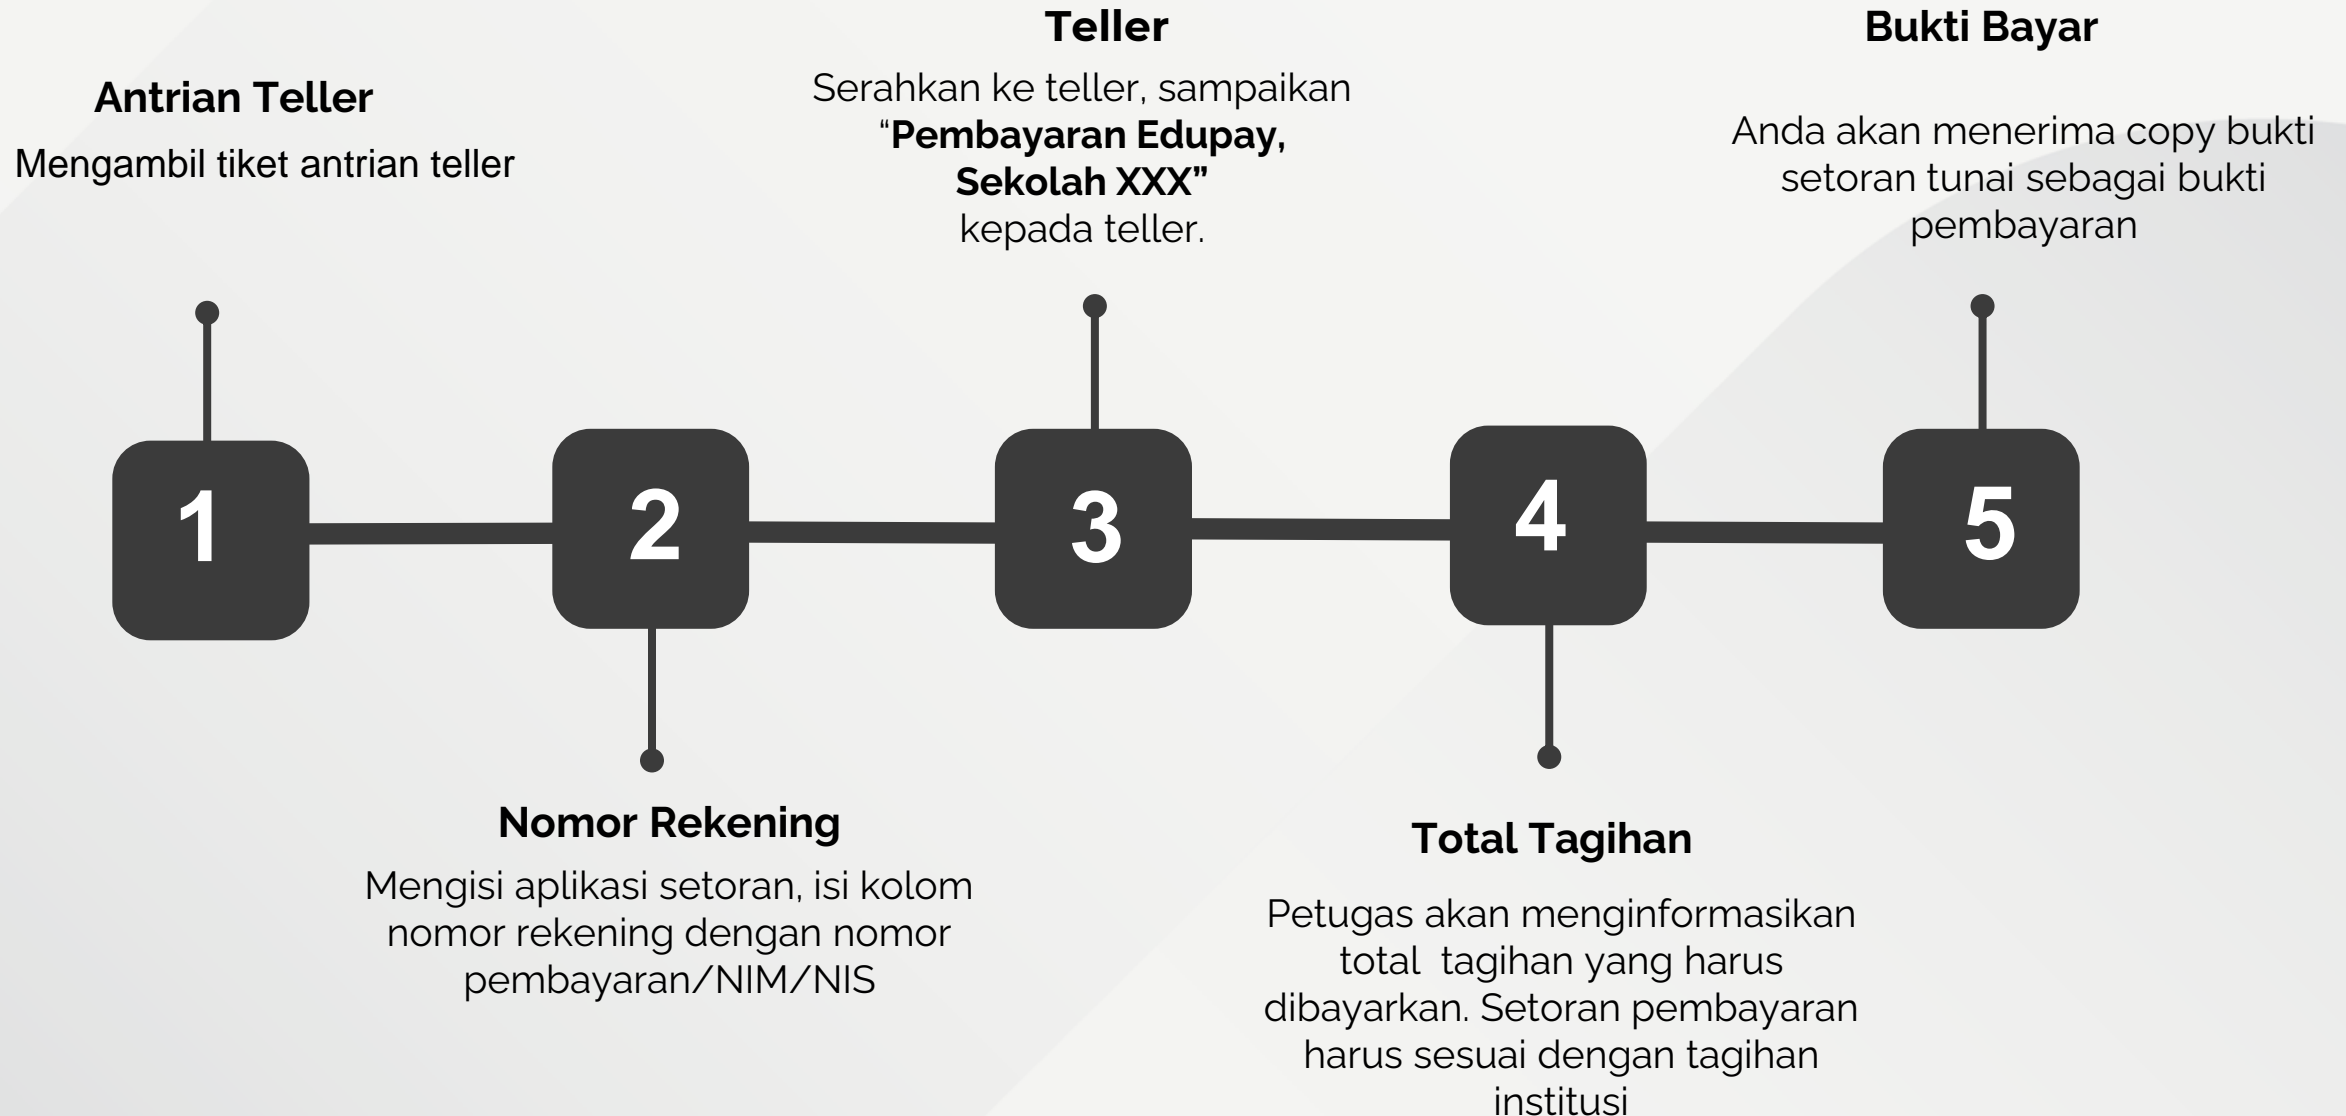 Antrian Teller
Mengambil tiket antrian teller
1
Nomor Rekening
Mengisi aplikasi setoran, isi kolom
nomor rekening dengan nomor
pembayaran/NIM/NIS
2
Teller
Serahkan ke teller, sampaikan
“Pembayaran Edupay,
Sekolah XXX”
kepada teller.
3
Total Tagihan
Petugas akan menginformasikan
total  tagihan yang harus
dibayarkan. Setoran pembayaran
harus sesuai dengan tagihan
institusi
4
Bukti Bayar
Anda akan menerima copy bukti
setoran tunai sebagai bukti
pembayaran
5